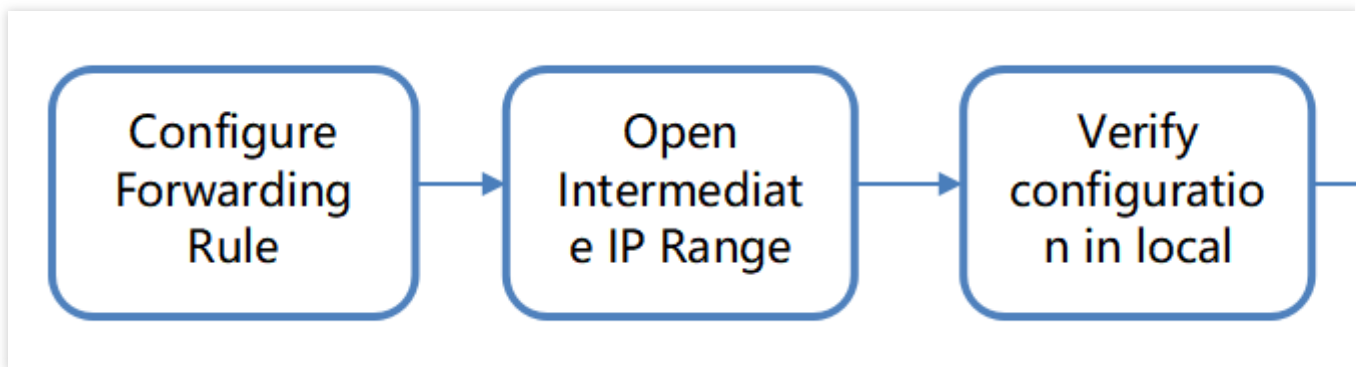 Configure
Forwarding
Rule
Open
Intermediat
e IP Range
Verify
configuratio
n in local